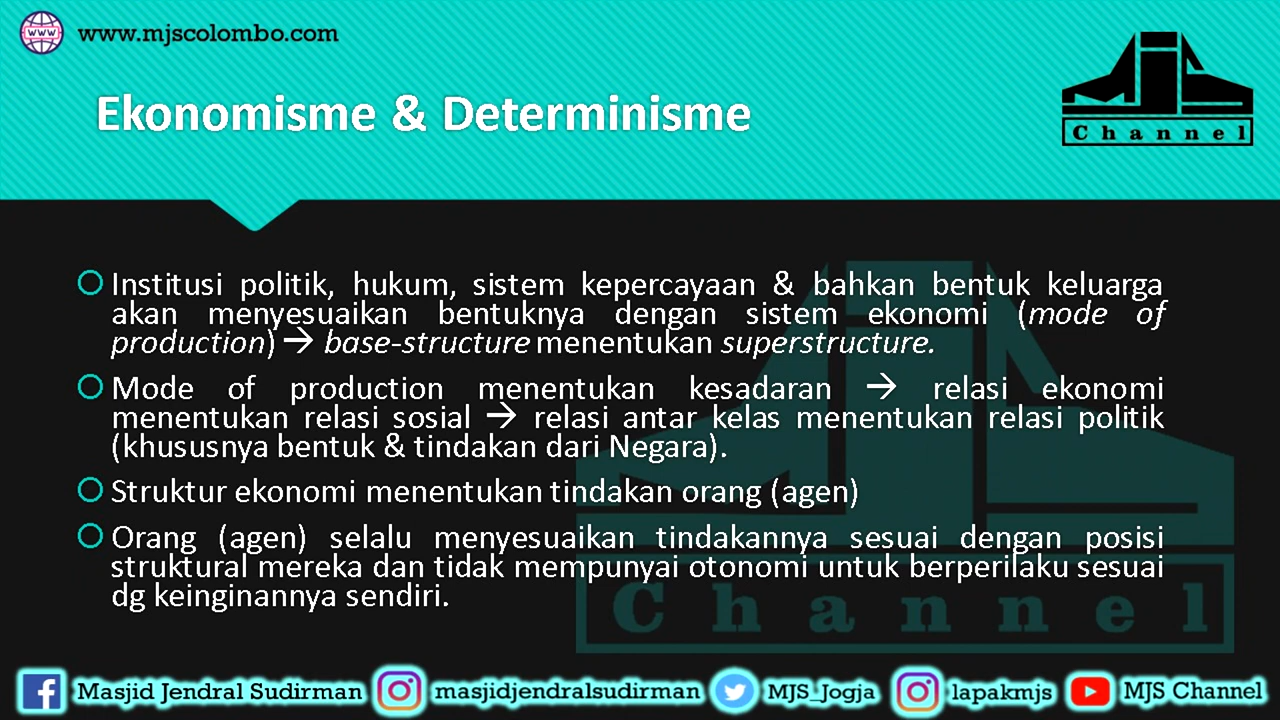 www.mjscolombo.com
Ekonomisme & Determinisme
MJS
Channel
Institusi politik, hukum, sistem kepercayaan & bahkan bentuk keluarga
akan menyesuaikan bentuknya dengan sistem ekonomi (mode of
production) → base-structure menentukan superstructure.
Mode of production menentukan kesadaran → relasi ekonomi
menentukan relasi sosial → relasi antar kelas menentukan relasi politik
(khususnya bentuk & tindakan dari Negara).
Struktur ekonomi menentukan tindakan orang (agen)
Orang (agen) selalu menyesuaikan tindakannya sesuai dengan posisi
struktural mereka dan tidak mempunyai otonomi untuk berperilaku sesuai
dg keinginannya sendiri.
Channel
Masjid Jendral Sudirman masjidjendralsudirman MJS_Jogja lapakmjs MJS Channel